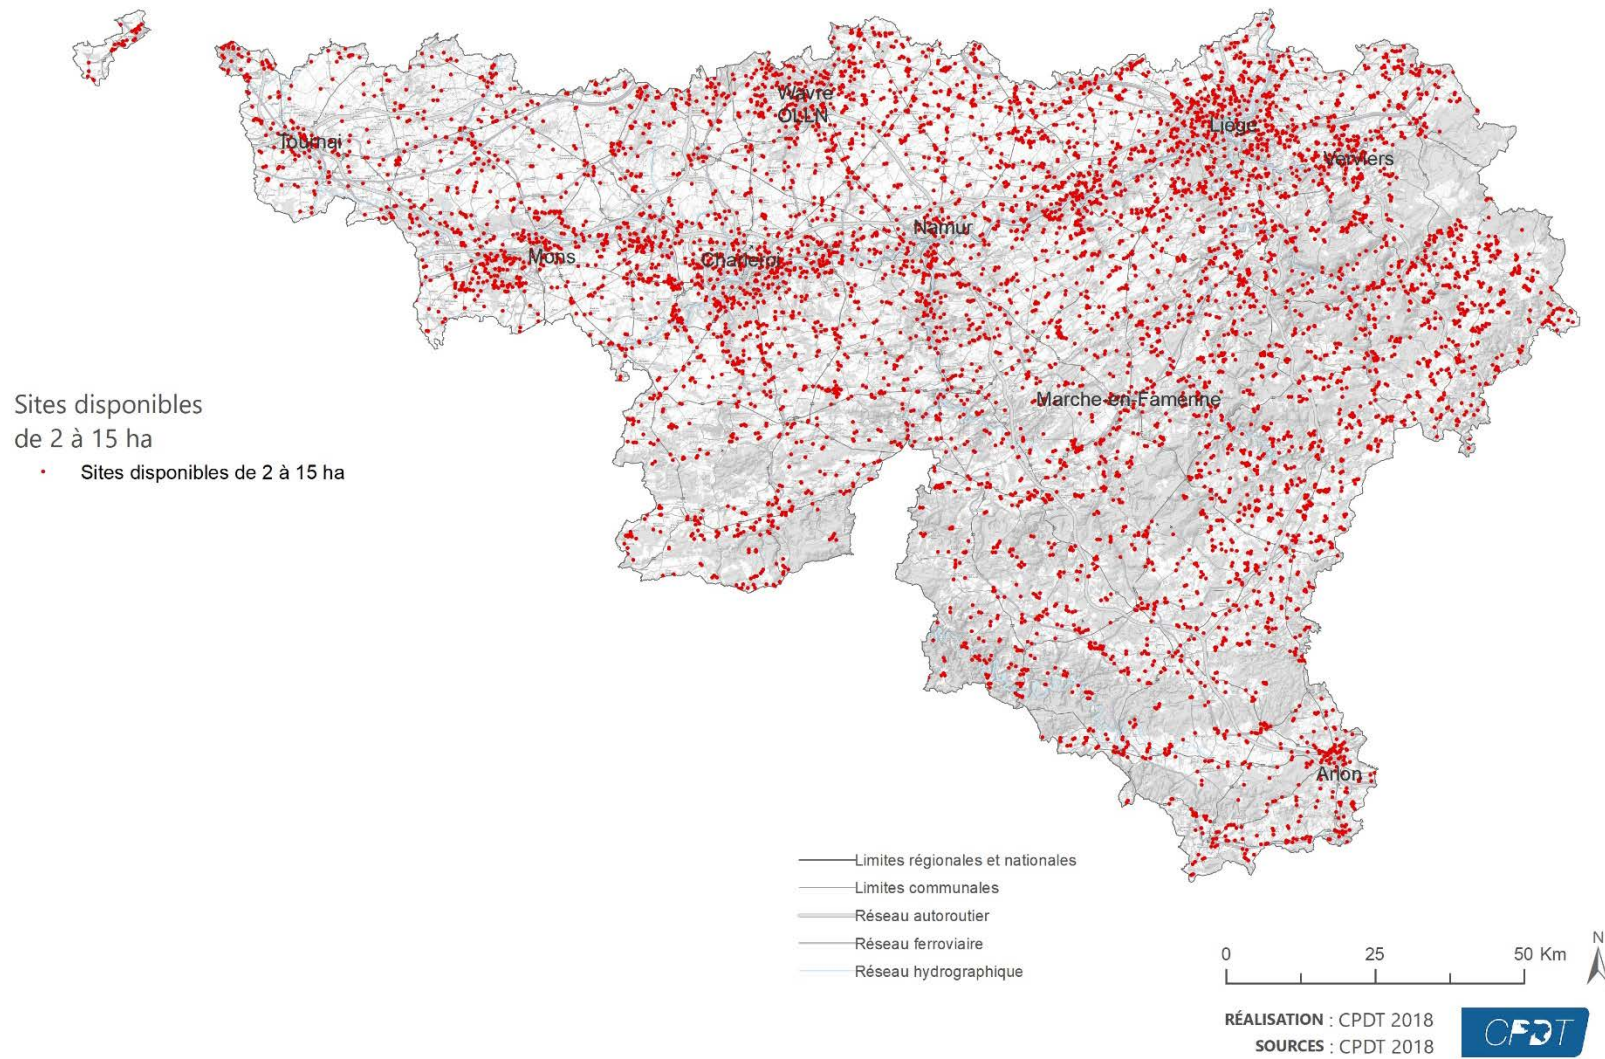 Wavre
OLLN
Liège
Tournai
Verviers
Namur
Mons
Charleroi
Marche-en-Famenne
Sites disponibles
de 2 à 15 ha
Sites disponibles de 2 à 15 ha
Arlon
Limites régionales et nationales
Limites communales
Réseau autoroutier
Réseau ferroviaire
Réseau hydrographique
N
0 25 50 Km
RÉALISATION : CPDT 2018
SOURCES : CPDT 2018
CPDT